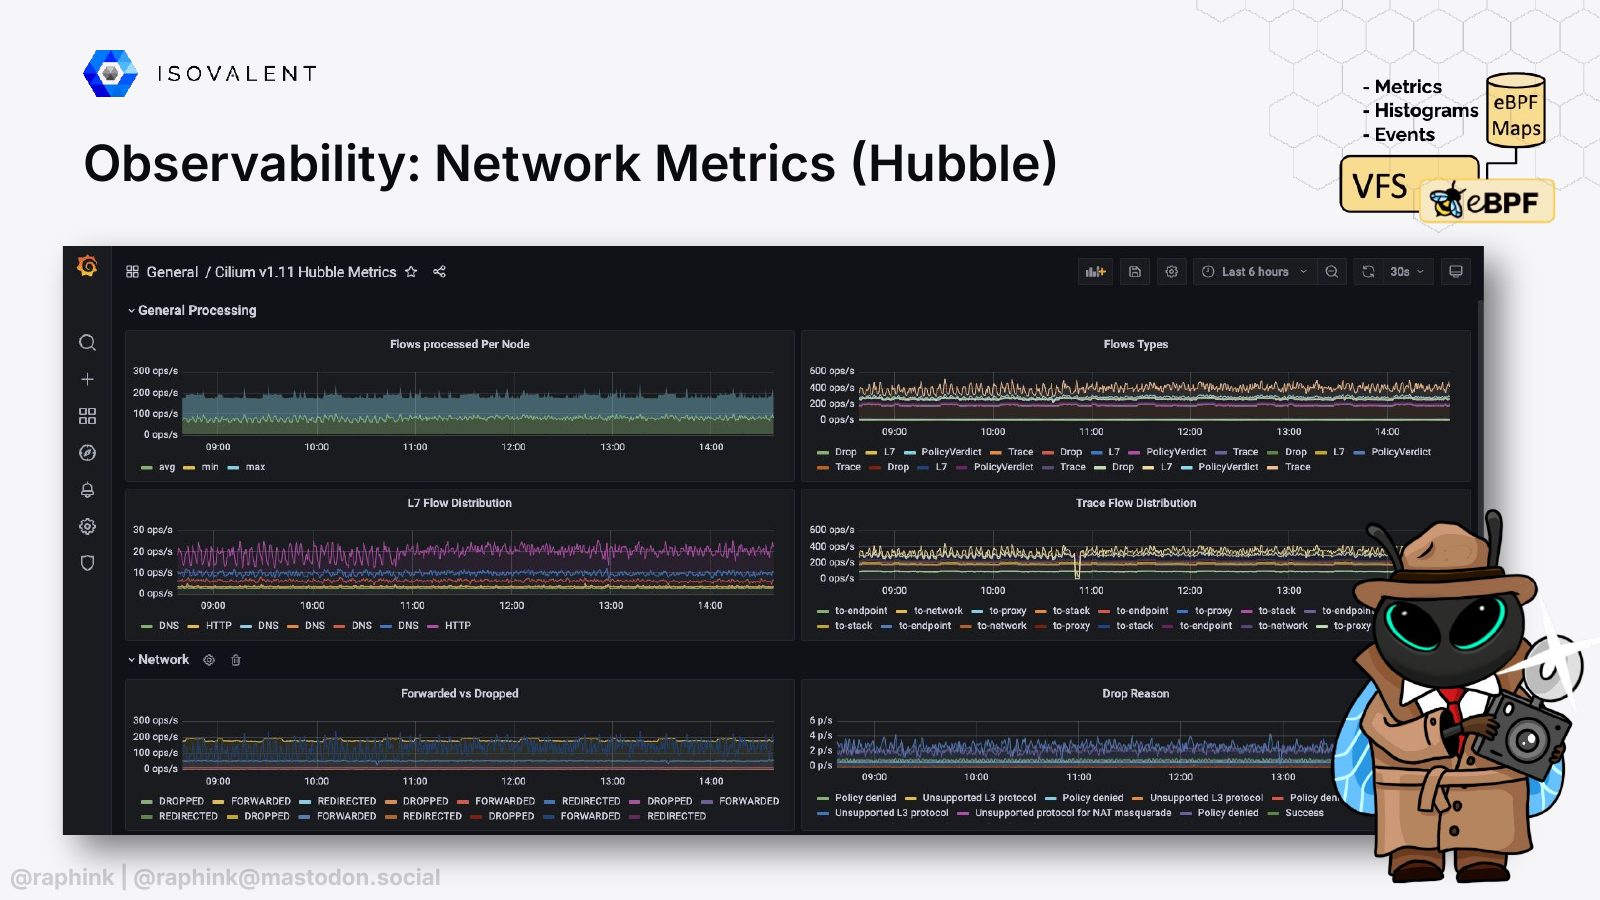 ISOVALENT
- Metrics
- Histograms
- Events
eBPF
Maps
VFS
eBPF
Observability: Network Metrics (Hubble)
General / Cilium v1.11 Hubble Metrics
Last 6 hours
30s
General Processing
Flows processed Per Node
300 ops/s
200 ops/s
100 ops/s
0 ops/s
09:00 10:00 11:00 12:00 13:00 14:00
avg min max
Flows Types
600 ops/s
400 ops/s
200 ops/s
0 ops/s
09:00 10:00 11:00 12:00 13:00 14:00
Drop L7 PolicyVerdict Trace Drop L7 PolicyVerdict Trace Drop L7 PolicyVerdict
Trace Drop L7 PolicyVerdict Trace Drop L7 PolicyVerdict Trace
L7 Flow Distribution
30 ops/s
20 ops/s
10 ops/s
0 ops/s
09:00 10:00 11:00 12:00 13:00 14:00
DNS HTTP DNS DNS DNS DNS HTTP
Trace Flow Distribution
600 ops/s
400 ops/s
200 ops/s
0 ops/s
09:00 10:00 11:00 12:00 13:00
to-endpoint to-network to-proxy to-stack to-endpoint to-proxy to-stack to-endpoint
to-stack to-endpoint to-network to-proxy to-stack to-endpoint to-network to-proxy
Network
Forwarded vs Dropped
300 ops/s
200 ops/s
100 ops/s
0 ops/s
09:00 10:00 11:00 12:00 13:00 14:00
DROPPED FORWARDED REDIRECTED DROPPED FORWARDED REDIRECTED DROPPED FORWARDED
REDIRECTED DROPPED FORWARDED REDIRECTED DROPPED FORWARDED REDIRECTED
Drop Reason
6 p/s
4 p/s
2 p/s
0 p/s
09:00 10:00 11:00 12:00 13:00
Policy denied Unsupported L3 protocol Policy denied Unsupported L3 protocol Policy den
Unsupported L3 protocol Unsupported protocol for NAT masquerade Policy denied Success
@raphink | @raphink@mastodon.social